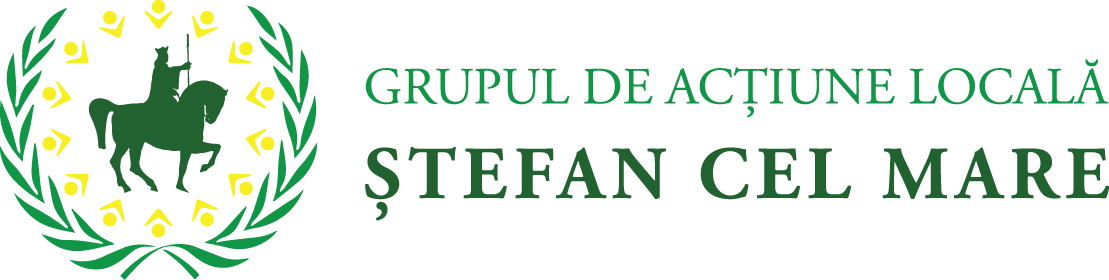 GRUPUL DE ACȚIUNE LOCALĂ
ȘTEFAN CEL MARE